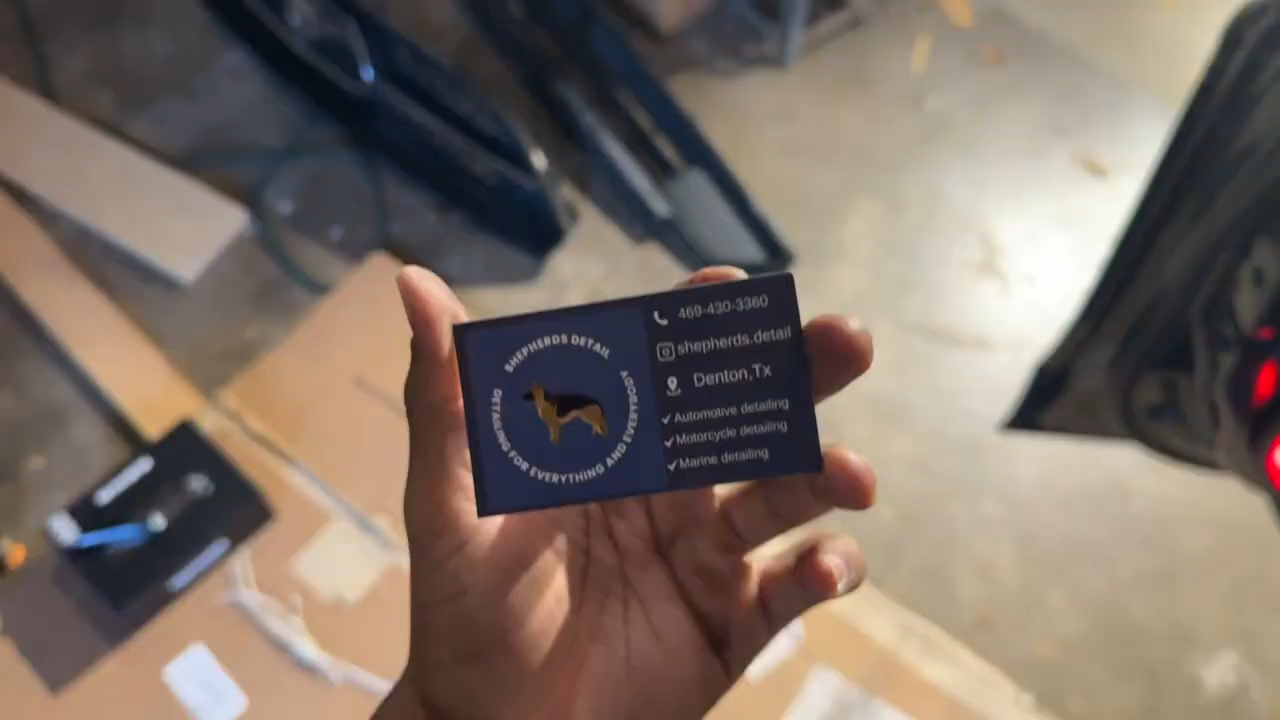 SHEPHERDS DETAIL
DETAILING FOR EVERYTHING AND EVERYBODY
469-430-3360
shepherds.detail
Denton,Tx
Automotive detailing
Motorcycle detailing
Marine detailing